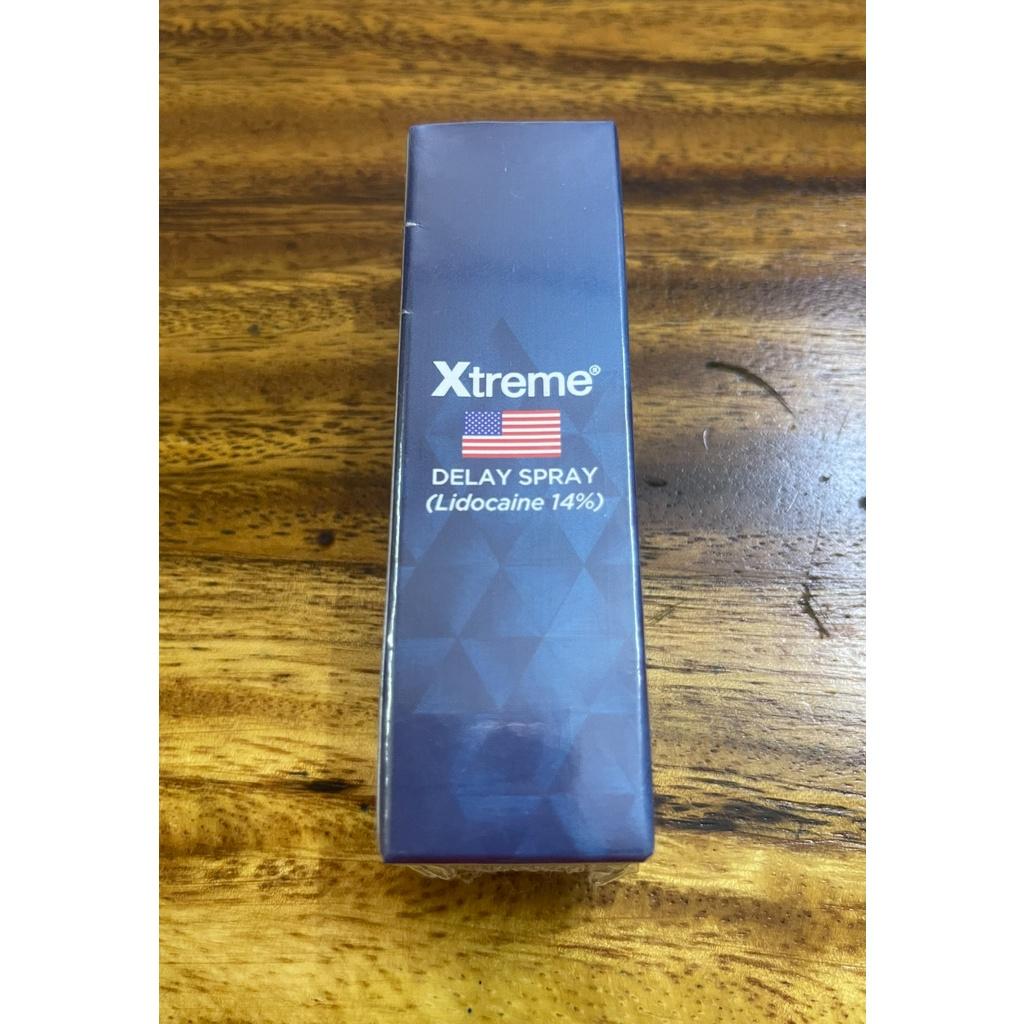 Xtreme®
DELAY SPRAY
(Lidocaine 14%)